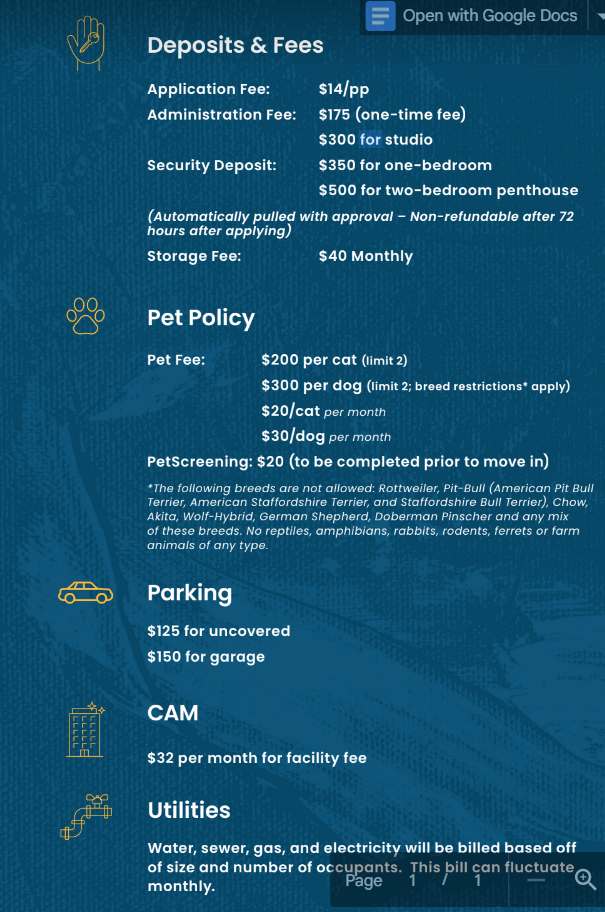 Open with Google Docs
Deposits & Fees
Application Fee: $14/pp
Administration Fee: $175 (one-time fee)
$300 for studio
Security Deposit: $350 for one-bedroom
$500 for two-bedroom penthouse
(Automatically pulled with approval – Non-refundable after 72
hours after applying)
Storage Fee: $40 Monthly
Pet Policy
Pet Fee: $200 per cat (limit 2)
$300 per dog (limit 2; breed restrictions* apply)
$20/cat per month
$30/dog per month
PetScreening: $20 (to be completed prior to move in)
*The following breeds are not allowed: Rottweiler, Pit-Bull (American Pit Bull
Terrier, American Staffordshire Terrier, and Staffordshire Bull Terrier), Chow,
Akita, Wolf-Hybrid, German Shepherd, Doberman Pinscher and any mix
of these breeds. No reptiles, amphibians, rabbits, rodents, ferrets or farm
animals of any type.
Parking
$125 for uncovered
$150 for garage
CAM
$32 per month for facility fee
Utilities
Water, sewer, gas, and electricity will be billed based off
of size and number of occupants. This bill can fluctuate
monthly.
Page 1 / 1